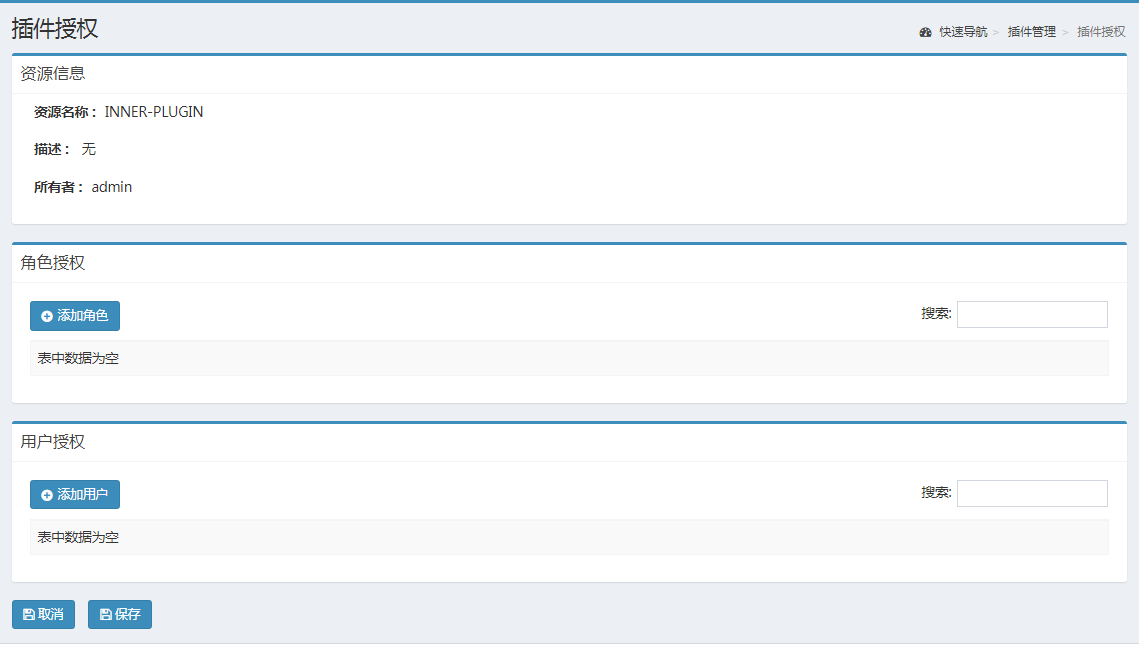 插件授权
快速导航 > 插件管理 > 插件授权
资源信息
资源名称： INNER-PLUGIN
描述： 无
所有者： admin
角色授权
添加角色
搜索:
表中数据为空
用户授权
添加用户
搜索:
表中数据为空
取消 保存